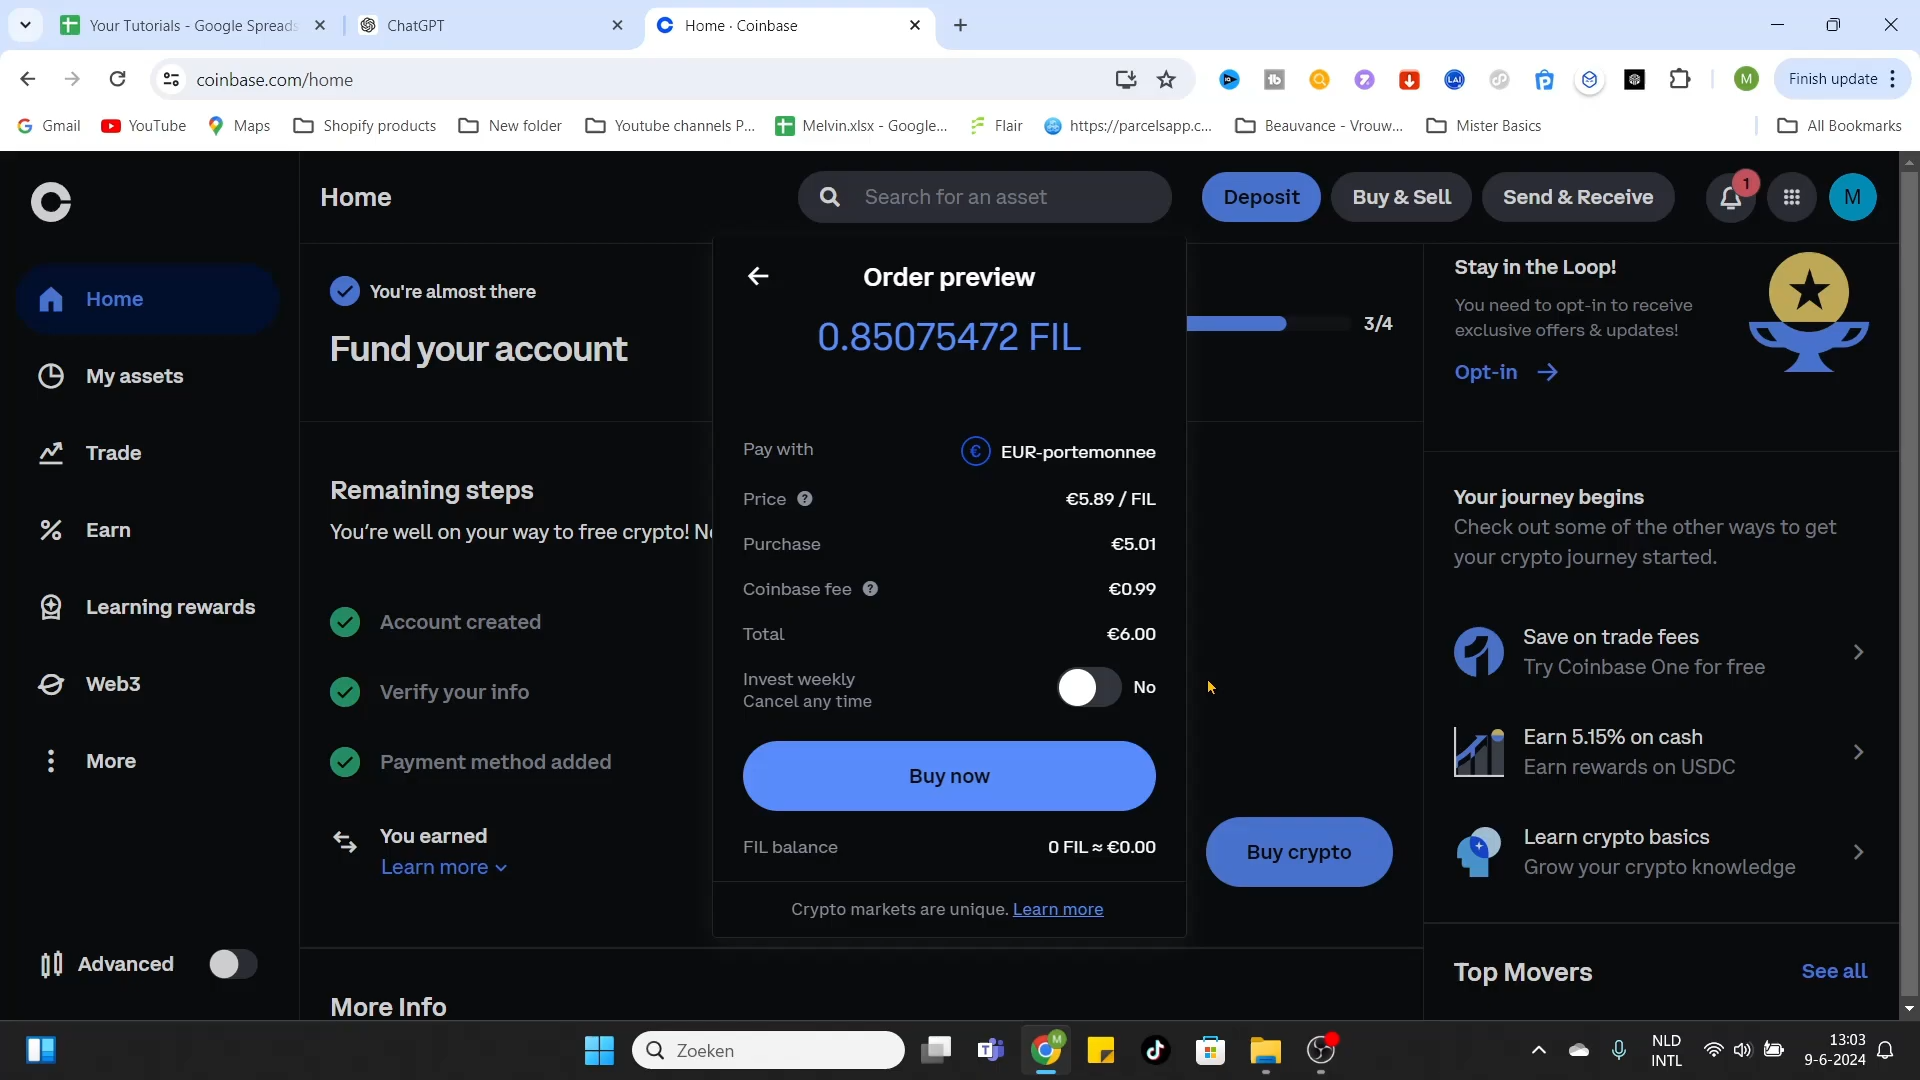 Your Tutorials - Google Spreads
ChatGPT
Home · Coinbase
coinbase.com/home
Finish update
M
Gmail
YouTube
Maps
Shopify products
New folder
Youtube channels P...
Melvin.xlsx - Google...
Flair
https://parcelsapp.c...
Beauvance - Vrouw...
Mister Basics
All Bookmarks
Home
Search for an asset
Deposit
Buy & Sell
Send & Receive
1
M
Home
My assets
Trade
Earn
Learning rewards
Web3
More
Advanced
You're almost there
Fund your account
3/4
Remaining steps
You're well on your way to free crypto!
Account created
Verify your info
Payment method added
You earned
Learn more
Buy crypto
More Info
Order preview
0.85075472 FIL
Pay with
EUR-portemonnee
Price
€5.89 / FIL
Purchase
€5.01
Coinbase fee
€0.99
Total
€6.00
Invest weekly
Cancel any time
No
Buy now
FIL balance
0 FIL ≈ €0.00
Crypto markets are unique. Learn more
Stay in the Loop!
You need to opt-in to receive
exclusive offers & updates!
Opt-in
Your journey begins
Check out some of the other ways to get
your crypto journey started.
Save on trade fees
Try Coinbase One for free
Earn 5.15% on cash
Earn rewards on USDC
Learn crypto basics
Grow your crypto knowledge
Top Movers
See all
Zoeken
NLD
INTL
13:03
9-6-2024